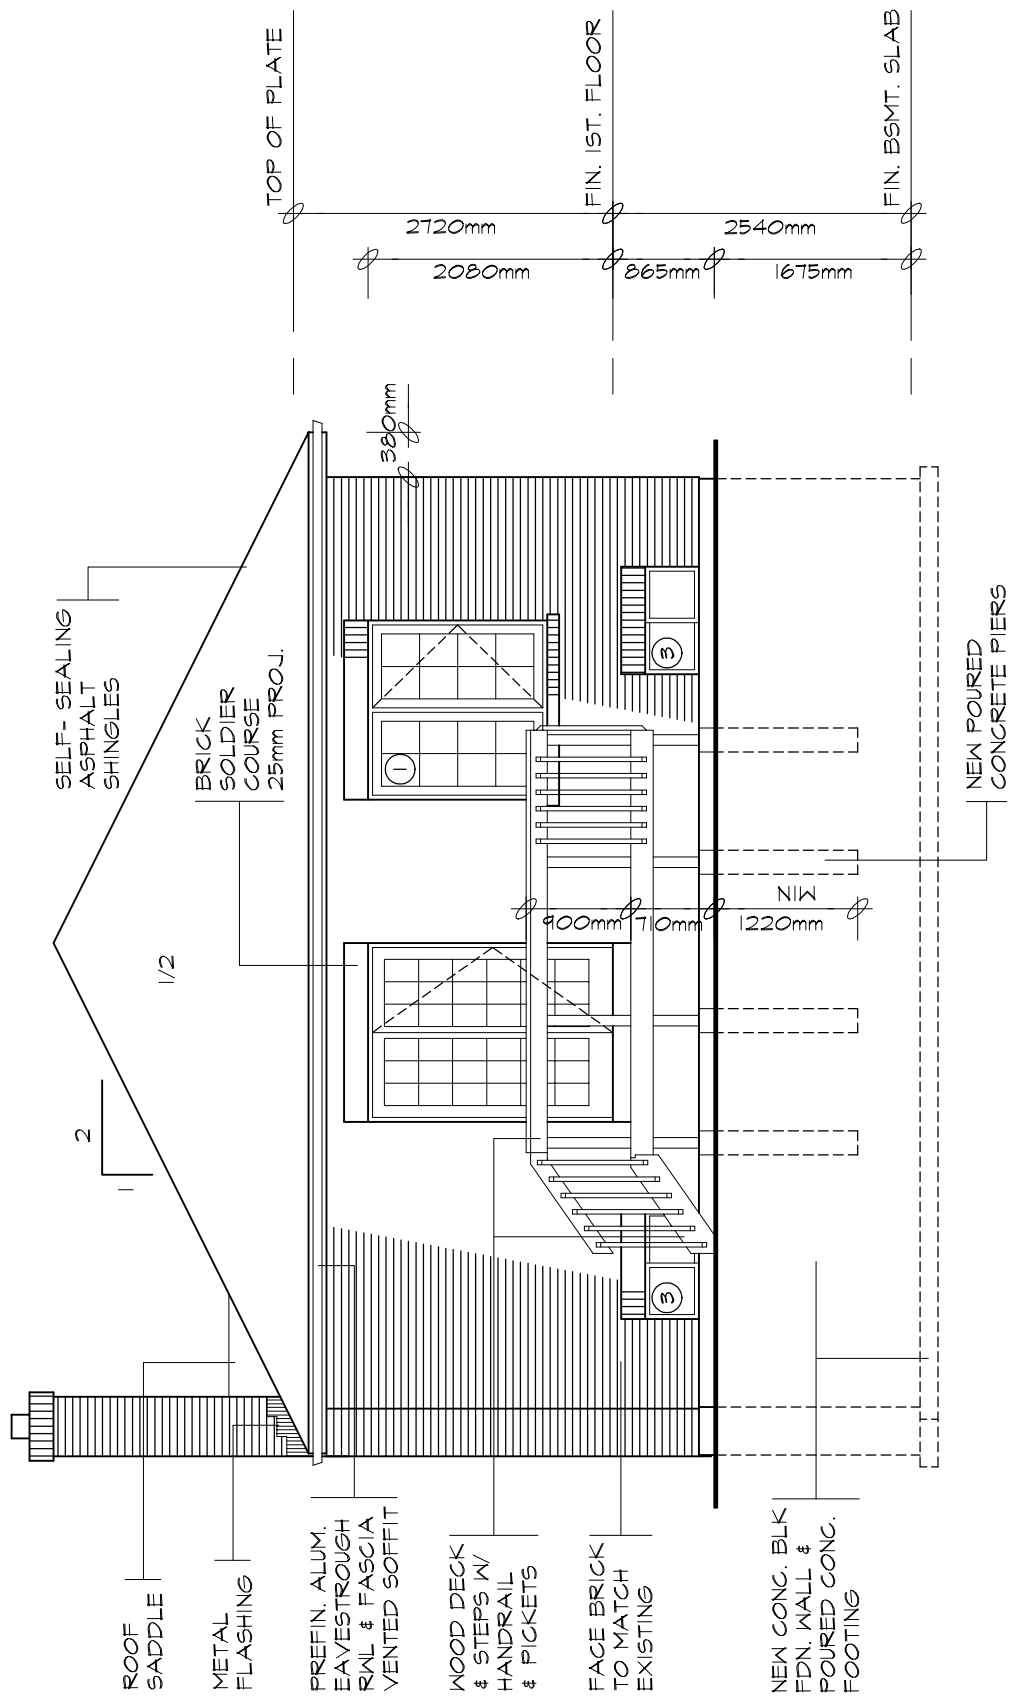 ROOF
SADDLE
METAL
FLASHING
PREFIN. ALUM.
EAVESTROUGH
RWL & FASCIA
VENTED SOFFIT
WOOD DECK
& STEPS W/
HANDRAIL
& PICKETS
FACE BRICK
TO MATCH
EXISTING
NEW CONC. BLK
FDN. WALL &
POURED CONC.
FOOTING
2
1
1/2
SELF- SEALING
ASPHALT
SHINGLES
BRICK
SOLDIER
COURSE
25mm PROJ.
1
3
3
900mm
710mm
1220mm
MIN
NEW POURED
CONCRETE PIERS
380mm
TOP OF PLATE
2720mm
2080mm
FIN. 1ST. FLOOR
865mm
2540mm
1675mm
FIN. BSMT. SLAB